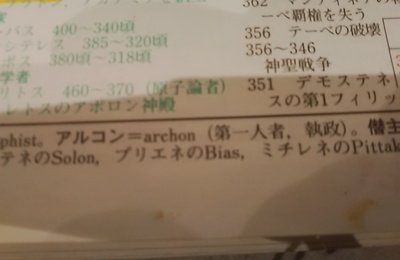 ・パス 400～340頃
シテレス 385～320頃
ポス 380頃～318頃
学者
リトス 460～370（原子論者）
レトスのアポロン神殿
362
ーベ覇権を失う
356 テーベの破壊
356～346
神聖戦争
351 デモステネ
スの第1フィリッ
phist。アルコン＝archon（第一人者，執政）。僭主
テネのSolon, プリエネのBias, ミチレネのPittak